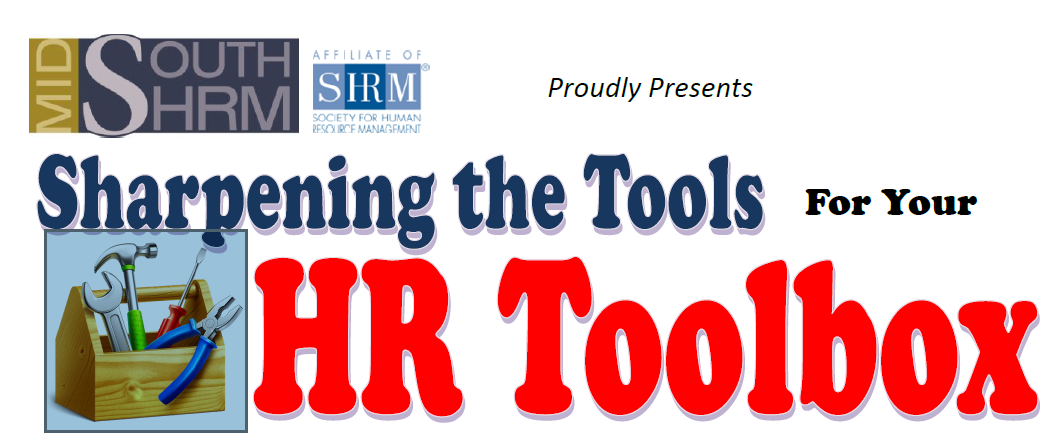 MID
SOUTH
SHRM
AFFILIATE OF
SHRM®
SOCIETY FOR HUMAN
RESOURCE MANAGEMENT
Proudly Presents
Sharpening the Tools For Your
HR Toolbox